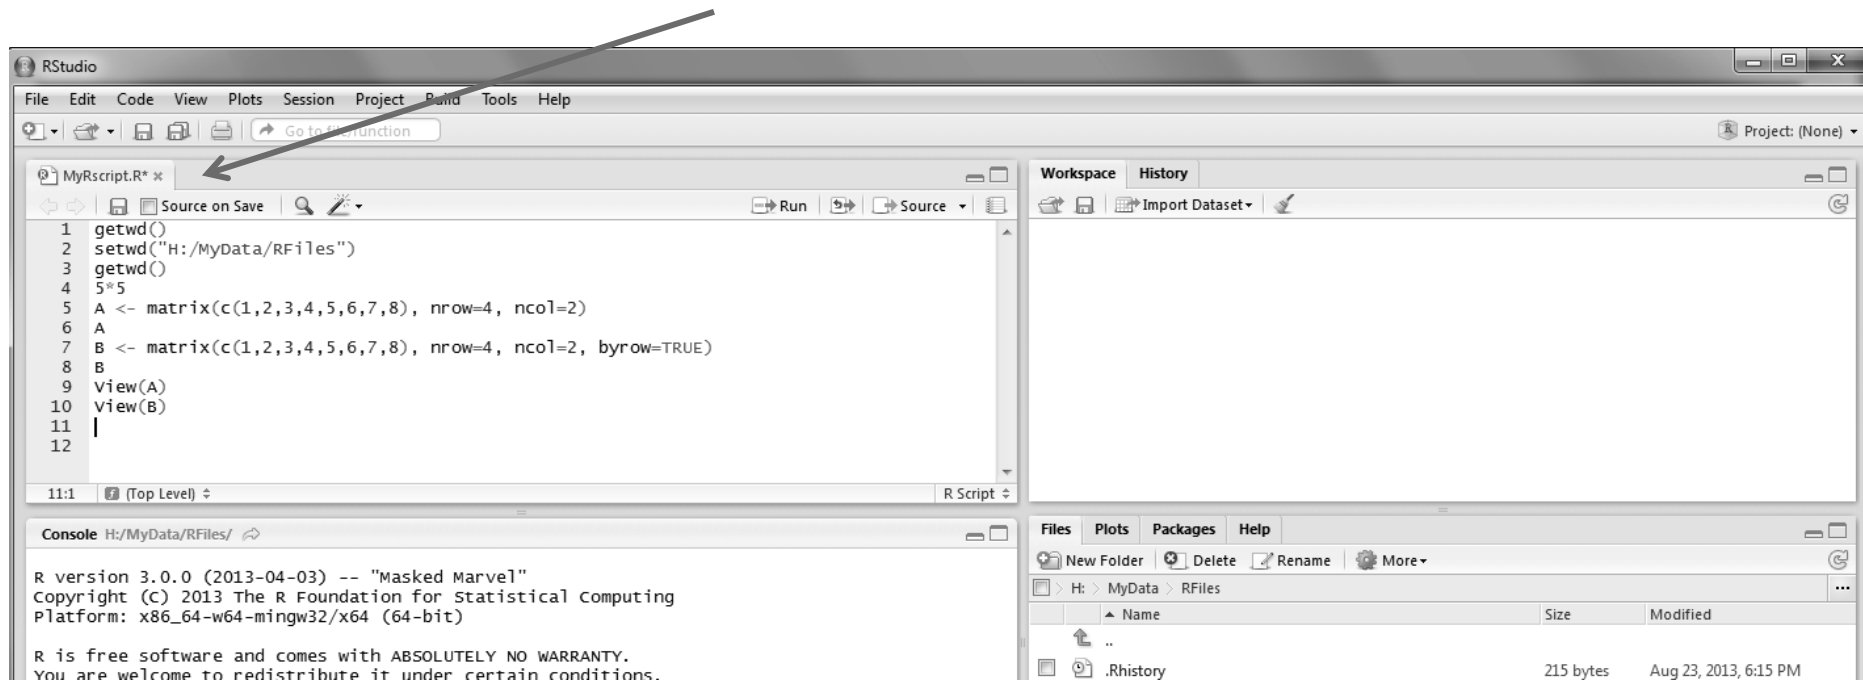 RStudio
File Edit Code View Plots Session Project Build Tools Help
Go to file/function
Project: (None)
MyRscript.R*
Source on Save Run Source
1 getwd()
2 setwd("H:/MyData/RFiles")
3 getwd()
4 5*5
5 A <- matrix(c(1,2,3,4,5,6,7,8), nrow=4, ncol=2)
6 A
7 B <- matrix(c(1,2,3,4,5,6,7,8), nrow=4, ncol=2, byrow=TRUE)
8 B
9 View(A)
10 View(B)
11
12
11:1 (Top Level) R Script
Console H:/MyData/RFiles/
R version 3.0.0 (2013-04-03) -- "Masked Marvel"
Copyright (C) 2013 The R Foundation for Statistical Computing
Platform: x86_64-w64-mingw32/x64 (64-bit)
R is free software and comes with ABSOLUTELY NO WARRANTY.
You are welcome to redistribute it under certain conditions.
Workspace History
Import Dataset
Files Plots Packages Help
New Folder Delete Rename More
H: > MyData > RFiles
Name Size Modified
..
.Rhistory 215 bytes Aug 23, 2013, 6:15 PM